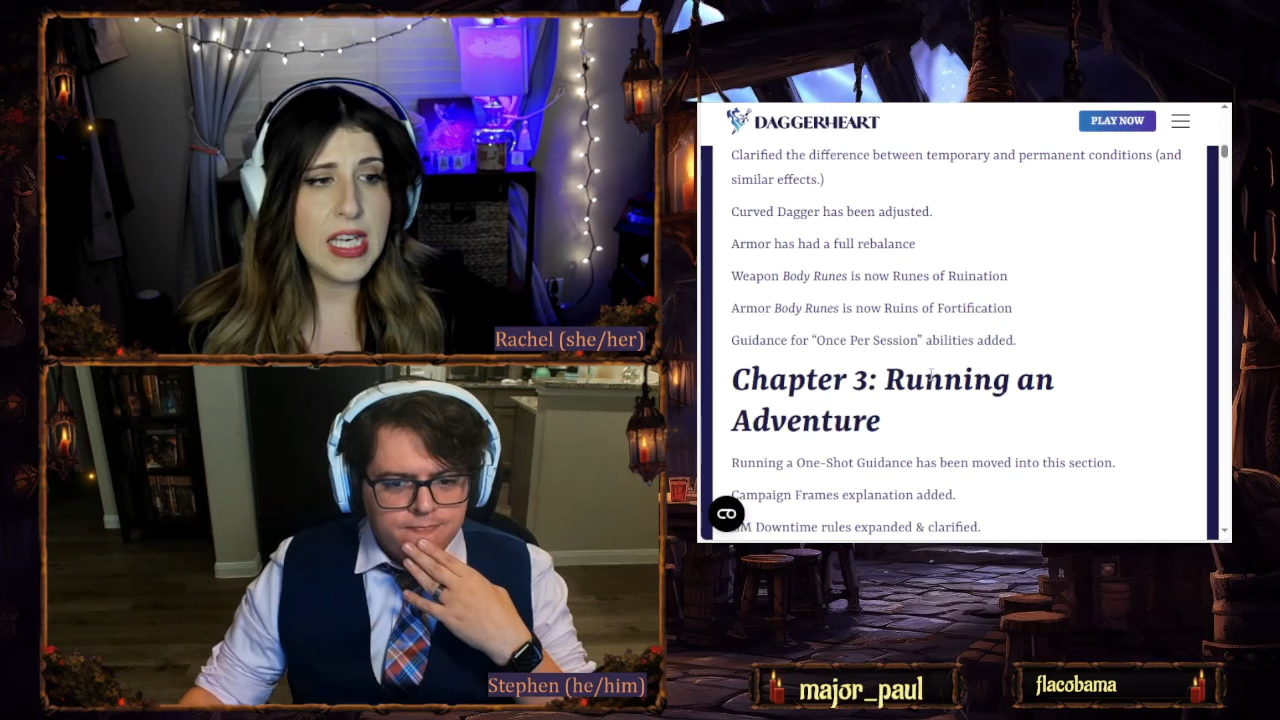 Rachel (she/her)
Stephen (he/him)
DAGGERHEART
PLAY NOW
Clarified the difference between temporary and permanent conditions (and
similar effects.)
Curved Dagger has been adjusted.
Armor has had a full rebalance
Weapon Body Runes is now Runes of Ruination
Armor Body Runes is now Ruins of Fortification
Guidance for “Once Per Session” abilities added.
Chapter 3: Running an
Adventure
Running a One-Shot Guidance has been moved into this section.
Campaign Frames explanation added.
GM Downtime rules expanded & clarified.
major_paul
flacobama